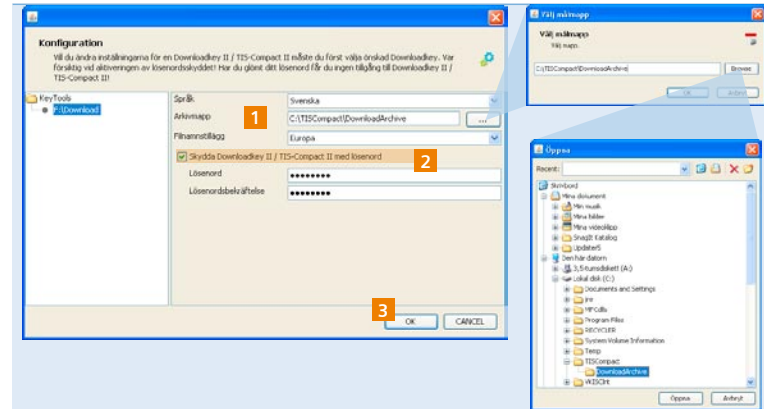 Konfiguration
Vill du ändra inställningarna för en Downloadkey II / TIS-Compact II måste du först välja önskad Downloadkey. Var
försiktig vid aktiveringen av lösenordsskyddet! Har du glömt ditt lösenord får du ingen tillgång till Downloadkey II /
TIS-Compact II!
KeyTools
F:\Download
Språk
Svenska
Arkivmapp
1
C:\TISCompact\DownloadArchive
...
Filnamnstillägg
Europa
Skydda Downloadkey II / TIS-Compact II med lösenord
2
Lösenord
••••••••
Lösenordsbekräftelse
••••••••
3
OK
CANCEL
Välj målmapp
Välj målmapp
Välj mapp.
C:\TISCompact\DownloadArchive
Browse
OK
Avbryt
Öppna
Recent:
Skrivbord
Mina dokument
Min musik
Mina bilder
Mina videoklipp
SnagIt Katalog
Updater5
Den här datorn
3,5-tumsdiskett (A:)
Lokal disk (C:)
Documents and Settings
Program Files
RECYCLER
System Volume Information
Temp
TISCompact
DownloadArchive
Öppna
Avbryt